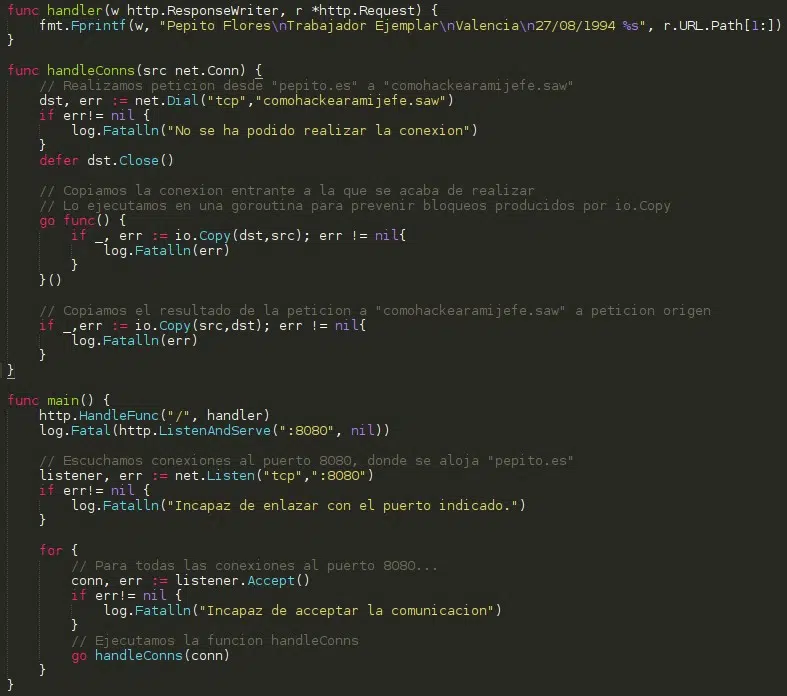 func handler(w http.ResponseWriter, r *http.Request) {
    fmt.Fprintf(w, "Pepito Flores\nTrabajador Ejemplar\nValencia\n27/08/1994 %s", r.URL.Path[1:])
}

func handleConns(src net.Conn) {
    // Realizamos peticion desde "pepito.es" a "comohackearamijefe.saw"
    dst, err := net.Dial("tcp","comohackearamijefe.saw")
    if err!= nil {
        log.Fatalln("No se ha podido realizar la conexion")
    }
    defer dst.Close()

    // Copiamos la conexion entrante a la que se acaba de realizar
    // Lo ejecutamos en una goroutina para prevenir bloqueos producidos por io.Copy
    go func() {
        if _, err := io.Copy(dst,src); err != nil{
            log.Fatalln(err)
        }
    }()

    // Copiamos el resultado de la peticion a "comohackearamijefe.saw" a peticion origen
    if _,err := io.Copy(src,dst); err != nil{
        log.Fatalln(err)
    }
}

func main() {
    http.HandleFunc("/", handler)
    log.Fatal(http.ListenAndServe(":8080", nil))

    // Escuchamos conexiones al puerto 8080, donde se aloja "pepito.es"
    listener, err := net.Listen("tcp",":8080")
    if err!= nil {
        log.Fatalln("Incapaz de enlazar con el puerto indicado.")
    }

    for {
        // Para todas las conexiones al puerto 8080...
        conn, err := listener.Accept()
        if err!= nil {
            log.Fatalln("Incapaz de acceptar la comunicacion")
        }
        // Ejecutamos la funcion handleConns
        go handleConns(conn)
    }
}